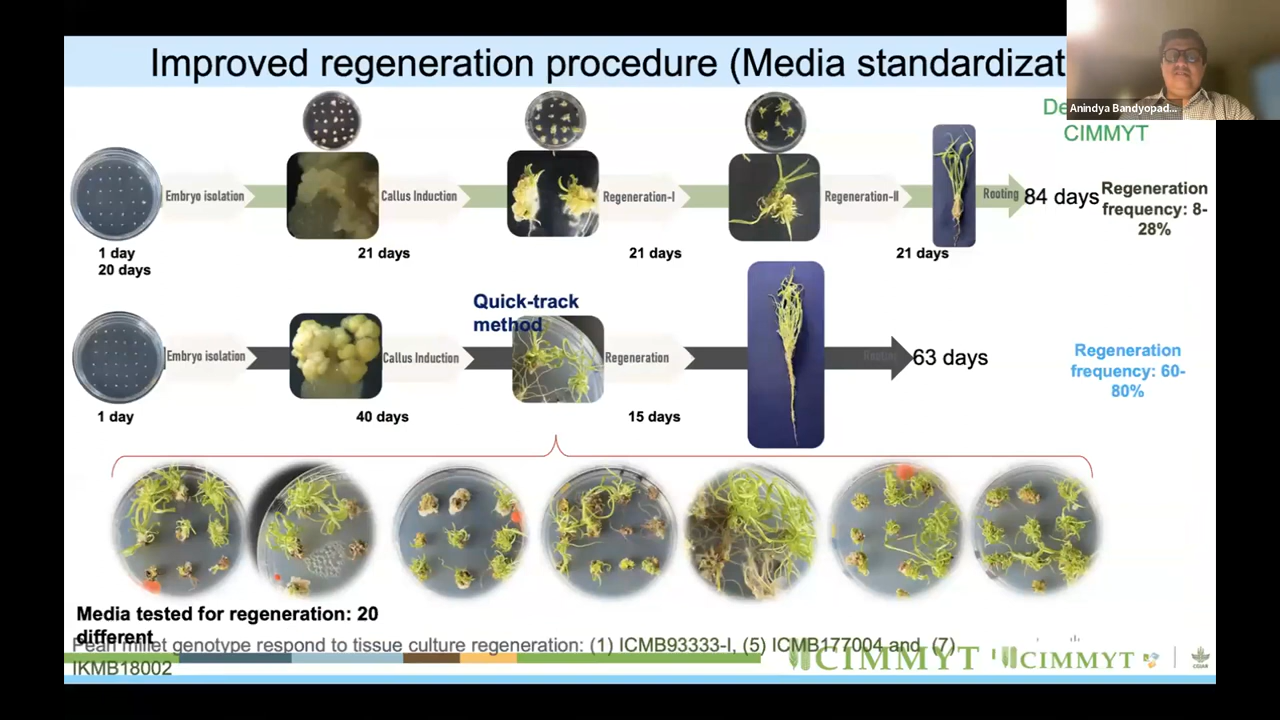 Improved regeneration procedure (Media standardizat
Anindya Bandyopad...
De
CIMMYT
Embryo isolation
Callus Induction
Regeneration-I
Regeneration-II
Rooting
84 days
Regeneration
frequency: 8-
28%
1 day
20 days
21 days
21 days
21 days
Quick-track
method
Embryo isolation
Callus Induction
Regeneration
Rooting
63 days
Regeneration
frequency: 60-
80%
1 day
40 days
15 days
Media tested for regeneration: 20
different
Pearl millet genotype respond to tissue culture regeneration: (1) ICMB93333-I, (5) ICMB177004 and (7)
IKMB18002
CIMMYT
CIMMYT
CGIAR